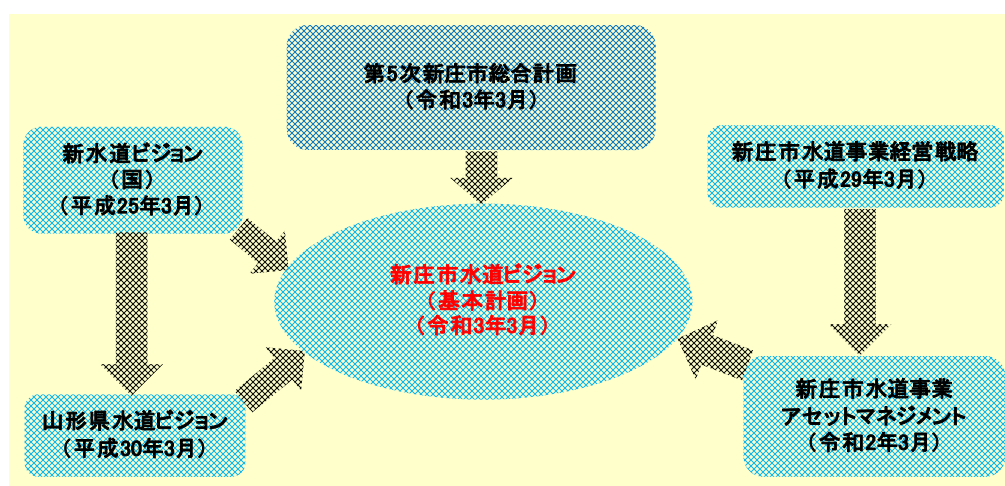 第5次新庄市総合計画
（令和3年3月）
新水道ビジョン
（国）
（平成25年3月）
新庄市水道事業経営戦略
（平成29年3月）
新庄市水道ビジョン
（基本計画）
（令和3年3月）
山形県水道ビジョン
（平成30年3月）
新庄市水道事業
アセットマネジメント
（令和2年3月）